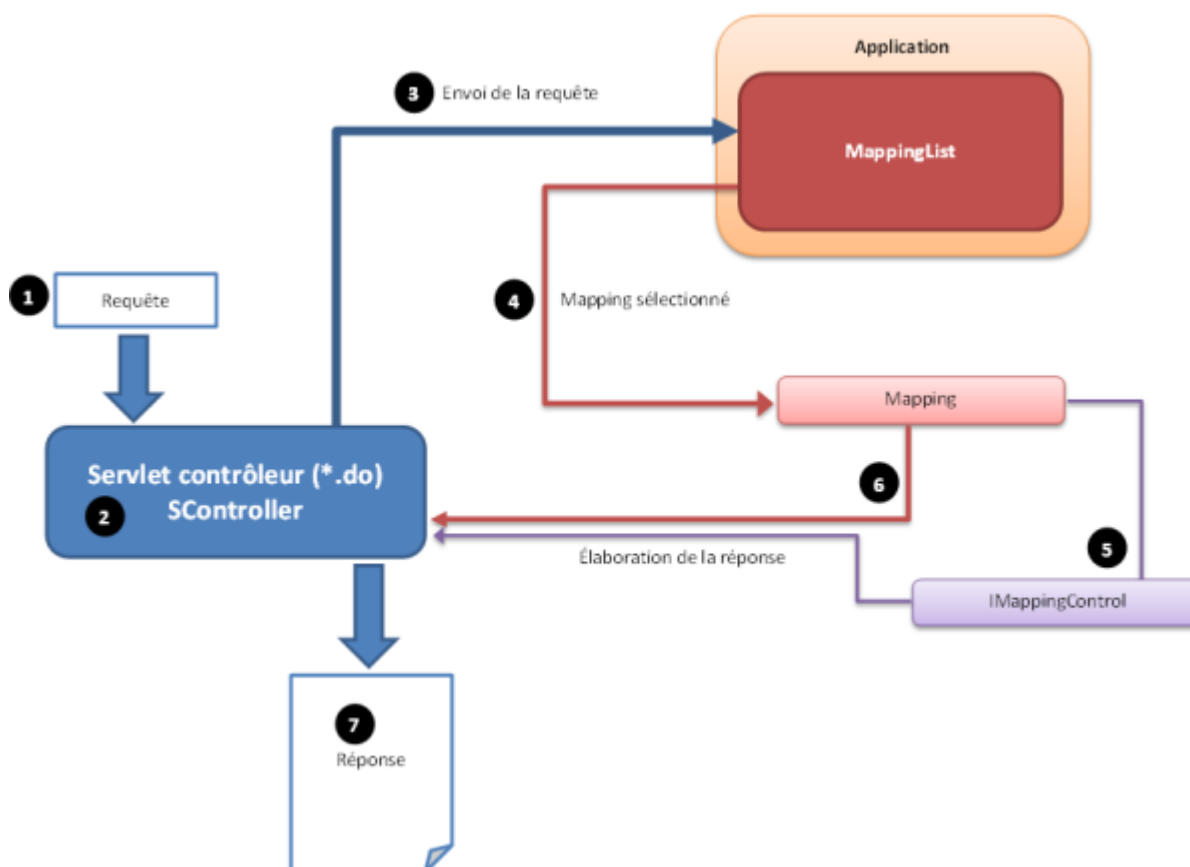 Application
3 Envoi de la requête
MappingList
1 Requête
4 Mapping sélectionné
Mapping
Servlet contrôleur (*.do)
SController
2
6
Élaboration de la réponse
5
IMappingControl
7
Réponse